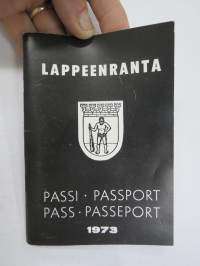 LAPPEENRANTA
PASSI · PASSPORT
PASS · PASSEPORT
1973